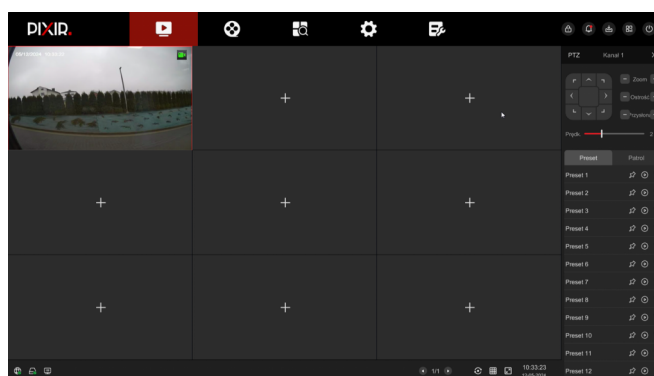 PIXIR.
PTZ Kanał 1
Zoom
Ostrość
Prędk. 2
Preset Patrol
Preset 1
Preset 2
Preset 3
Preset 4
Preset 5
Preset 6
Preset 7
Preset 8
Preset 9
Preset 10
Preset 11
Preset 12
1/1
10:33:23